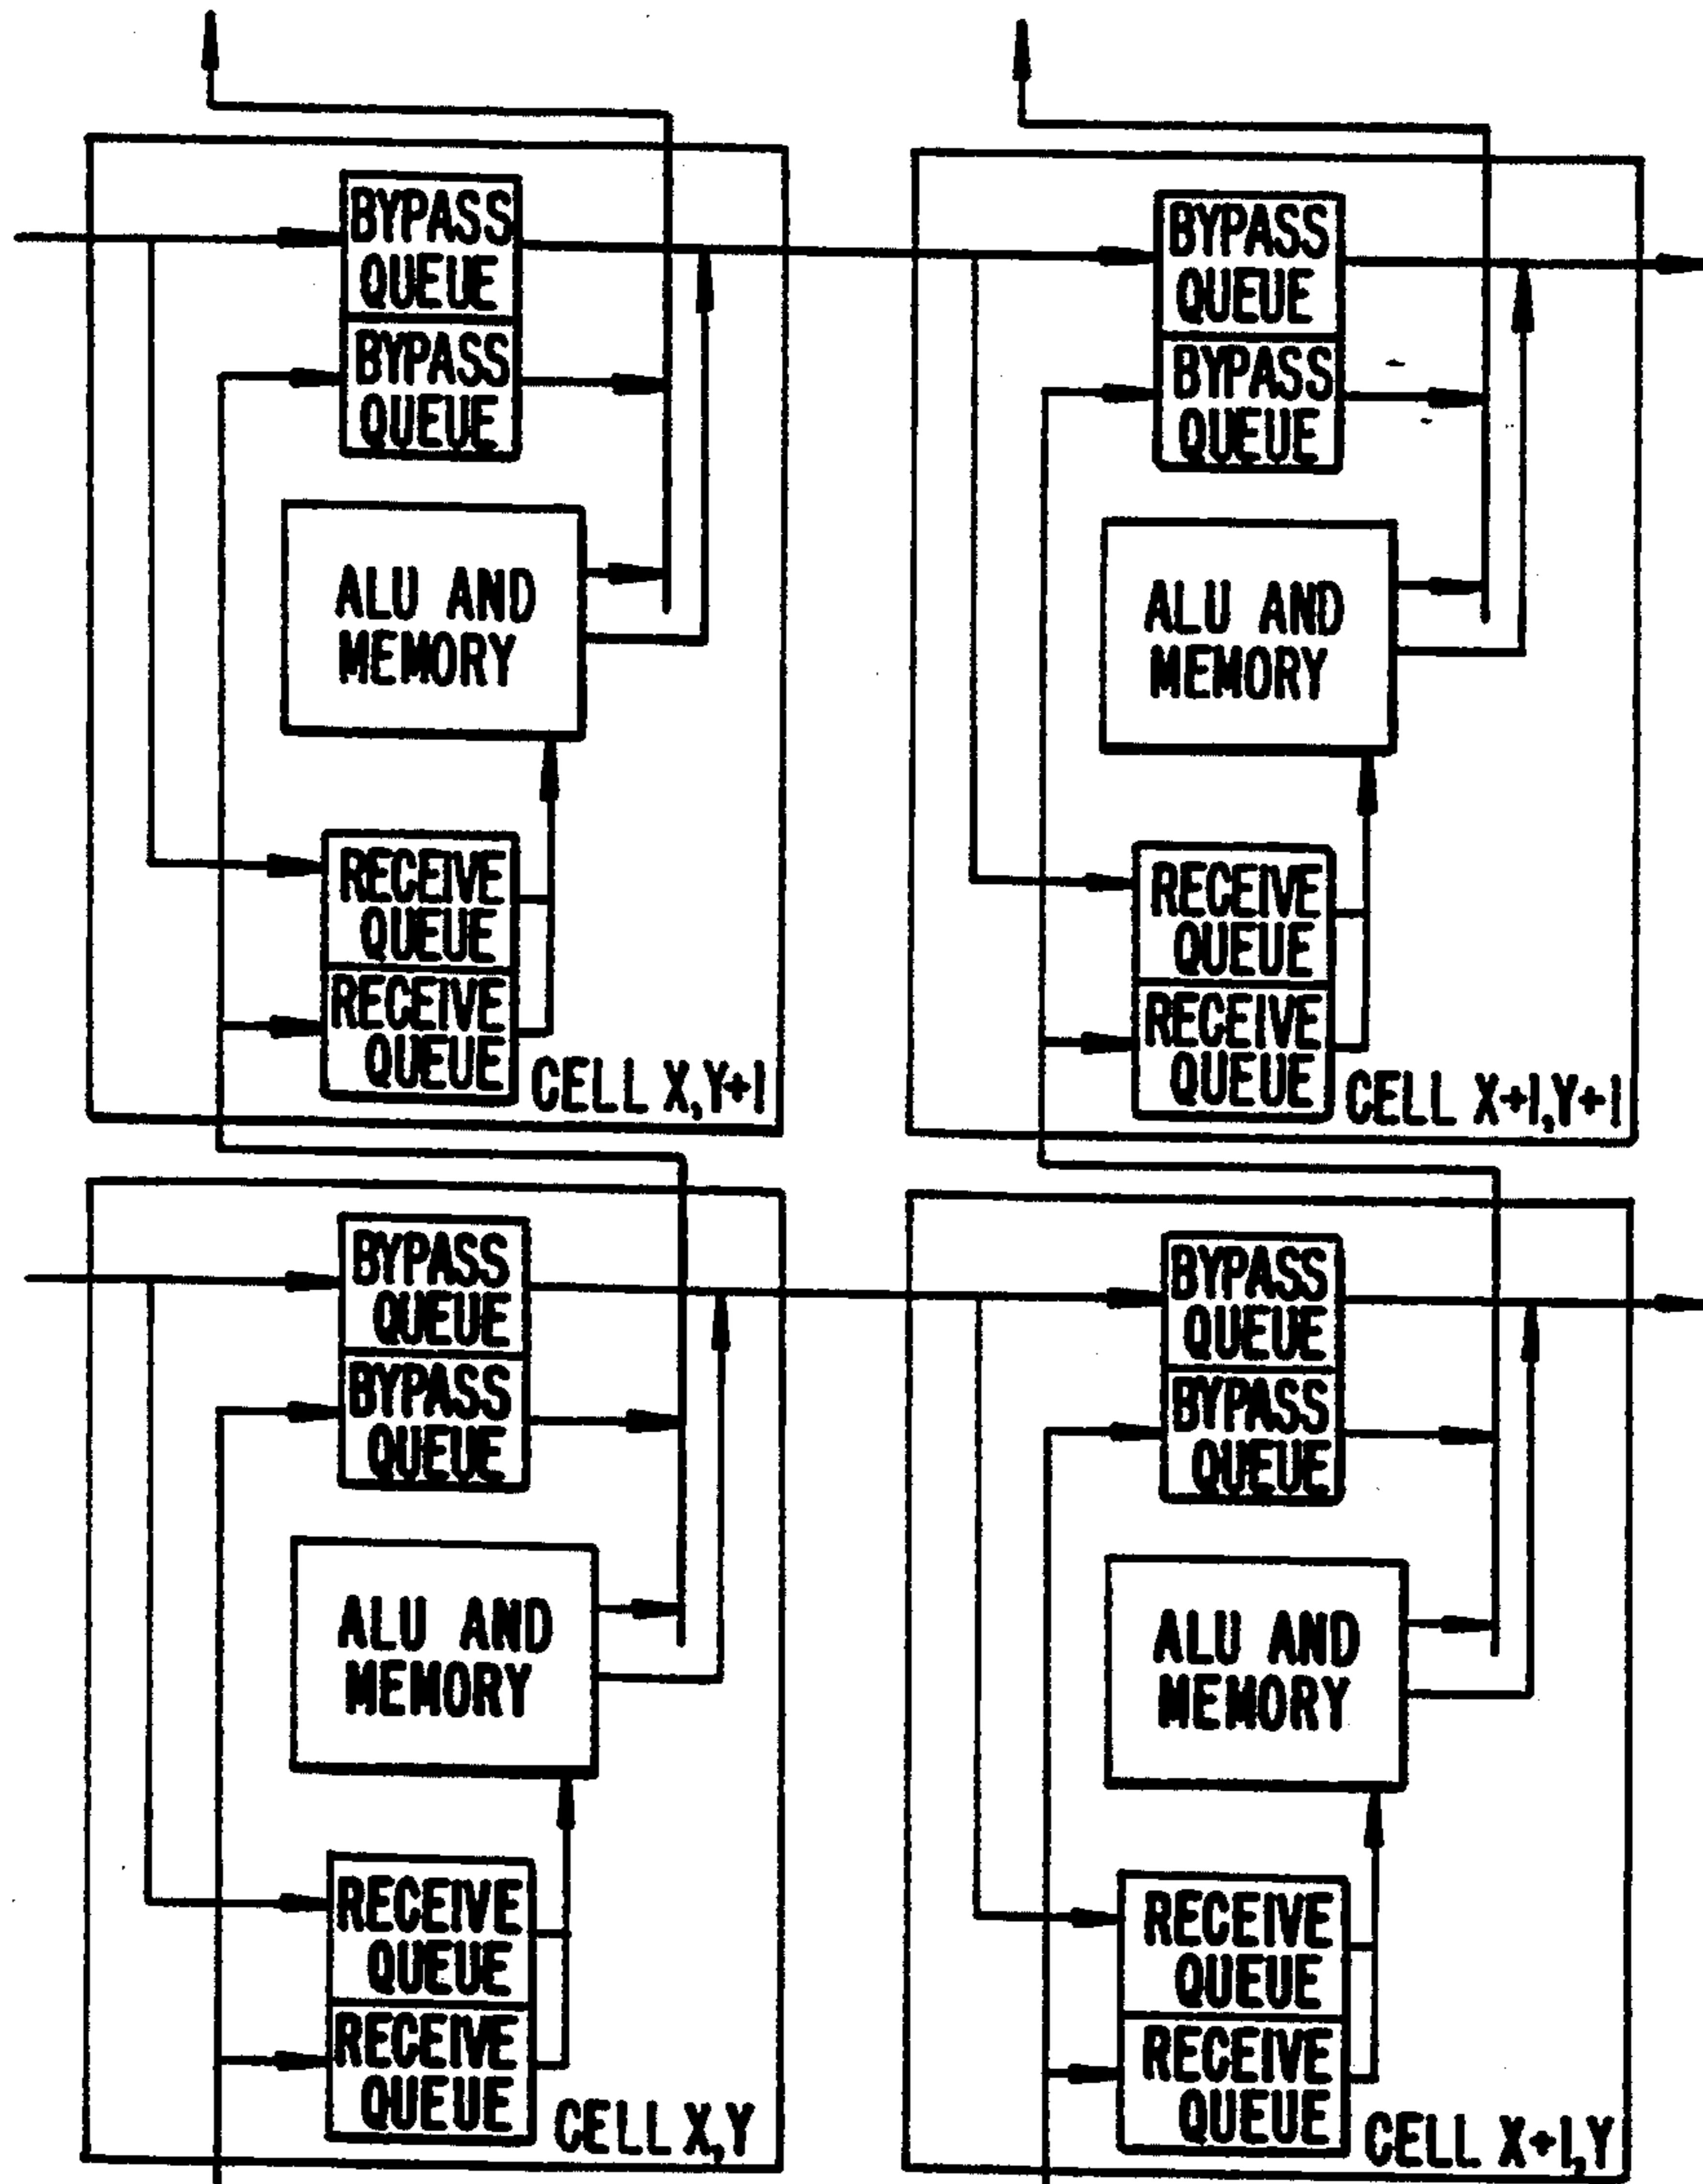 BYPASS
QUEUE
BYPASS
QUEUE
ALU AND
MEMORY
RECEIVE
QUEUE
RECEIVE
QUEUE
CELL X,Y+1
BYPASS
QUEUE
BYPASS
QUEUE
ALU AND
MEMORY
RECEIVE
QUEUE
RECEIVE
QUEUE
CELL X+1,Y+1
BYPASS
QUEUE
BYPASS
QUEUE
ALU AND
MEMORY
RECEIVE
QUEUE
RECEIVE
QUEUE
CELL X,Y
BYPASS
QUEUE
BYPASS
QUEUE
ALU AND
MEMORY
RECEIVE
QUEUE
RECEIVE
QUEUE
CELL X+1,Y